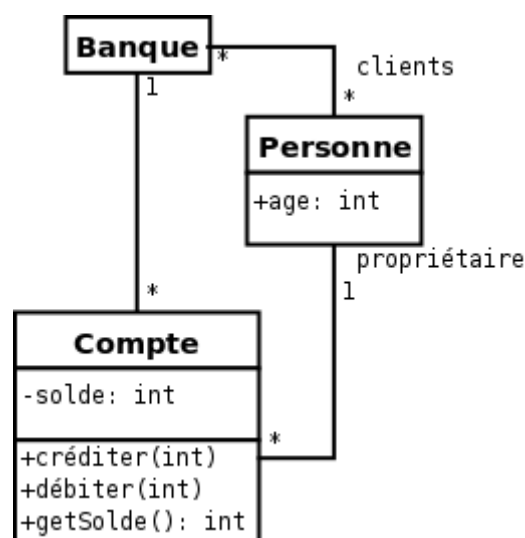 Banque
*
clients
1
*
Personne
+age: int
propriétaire
1
*
Compte
-solde: int
*
+créditer(int)
+débiter(int)
+getSolde(): int